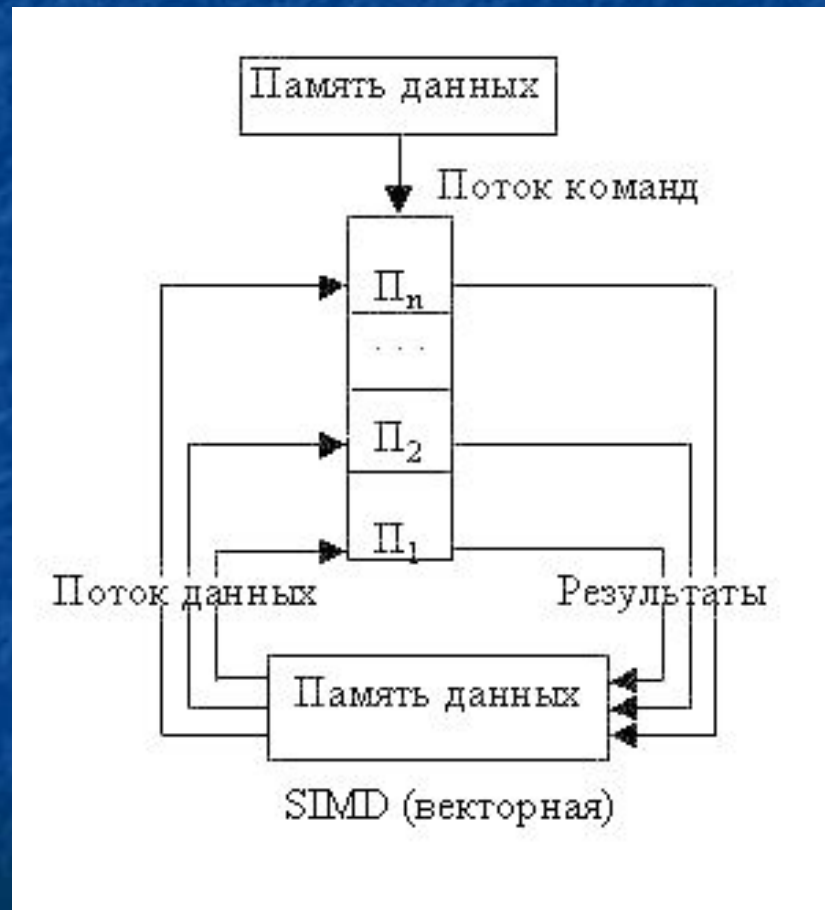 Память данных
Поток команд
Пn
. . .
П2
П1
Поток данных
Результаты
Память данных
SIMD (векторная)